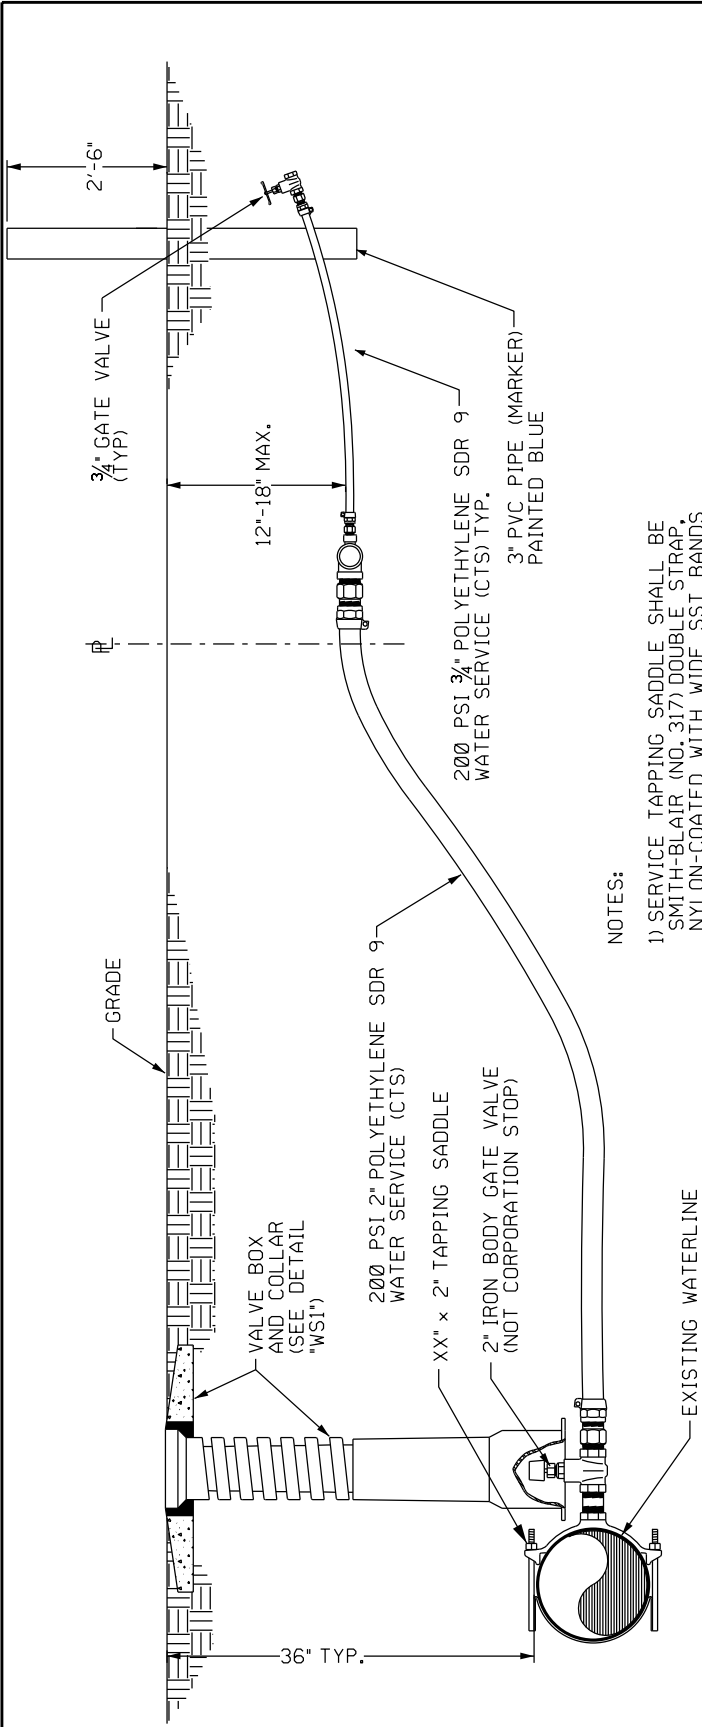 2'-6"
¾" GATE VALVE
(TYP)
12"-18" MAX.
PL
200 PSI ¾" POLYETHYLENE SDR 9
WATER SERVICE (CTS) TYP.
3" PVC PIPE (MARKER)
PAINTED BLUE
GRADE
200 PSI 2" POLYETHYLENE SDR 9
WATER SERVICE (CTS)
XX" x 2" TAPPING SADDLE
2" IRON BODY GATE VALVE
(NOT CORPORATION STOP)
VALVE BOX
AND COLLAR
(SEE DETAIL
"WS1")
36" TYP.
EXISTING WATERLINE
NOTES:
1) SERVICE TAPPING SADDLE SHALL BE
SMITH-BLAIR (NO. 317) DOUBLE STRAP,
NYLON-COATED WITH WIDE SST BANDS